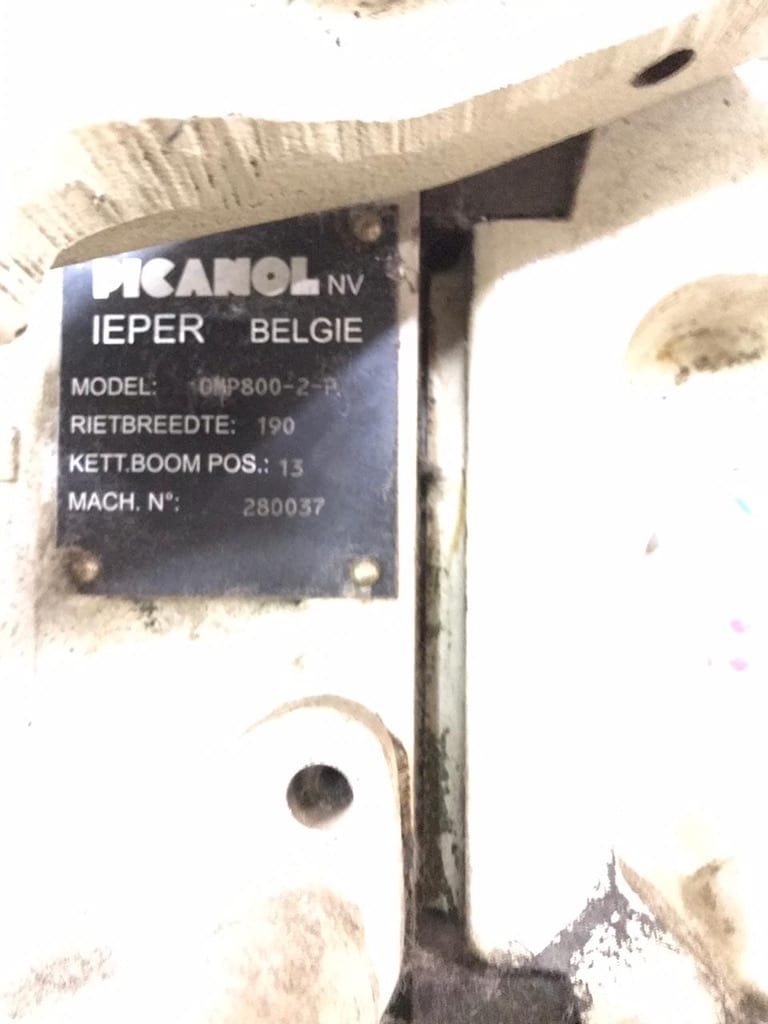 PICANOL NV
IEPER BELGIE
MODEL: OMP800-2-P
RIETBREEDTE: 190
KETT.BOOM POS.: 13
MACH. N°: 280037